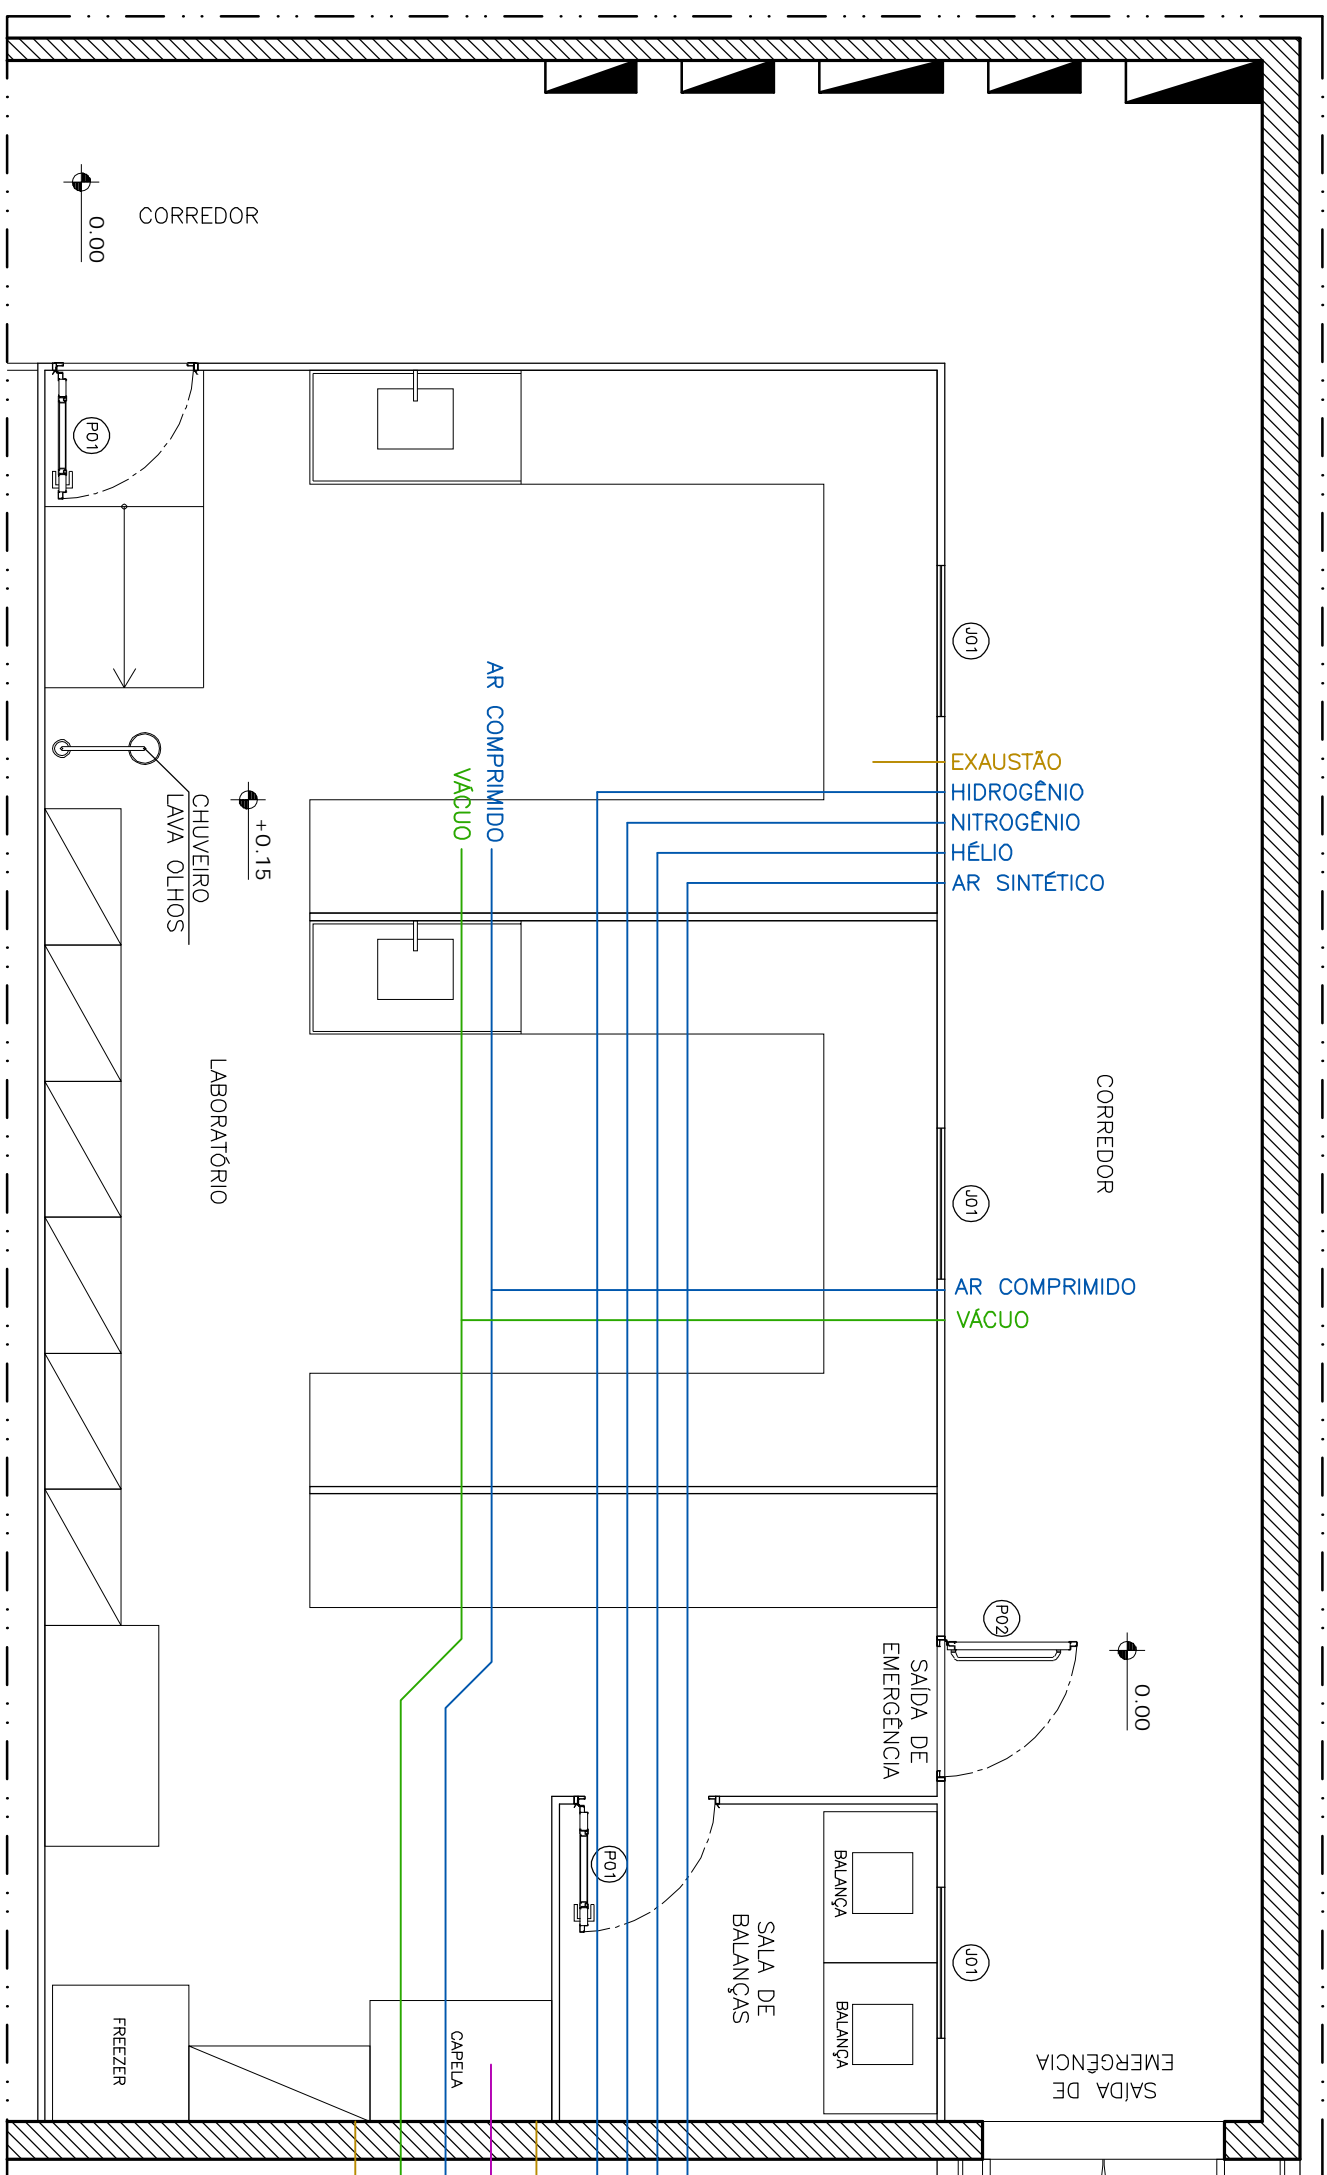 CORREDOR
0.00
P01
J01
AR COMPRIMIDO
VÁCUO
EXAUSTÃO
HIDROGÊNIO
NITROGÊNIO
HÉLIO
AR SINTÉTICO
CHUVEIRO
LAVA OLHOS
+0.15
LABORATÓRIO
CORREDOR
J01
AR COMPRIMIDO
VÁCUO
P02
0.00
SAÍDA DE
EMERGÊNCIA
P01
BALANÇA
SALA DE
BALANÇAS
J01
BALANÇA
SAÍDA DE
EMERGÊNCIA
FREEZER
CAPELA